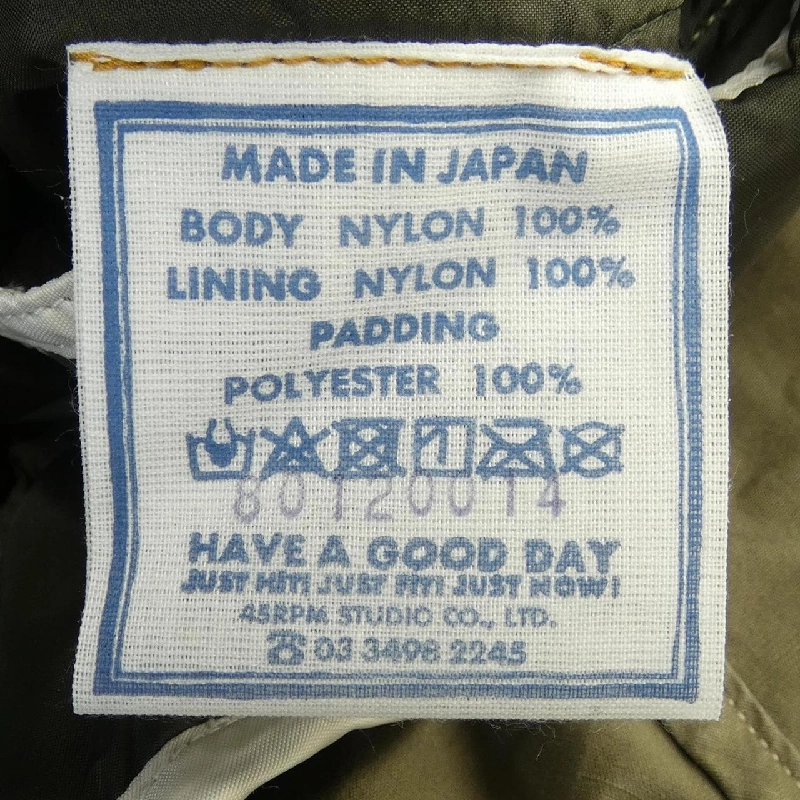 MADE IN JAPAN
BODY NYLON 100%
LINING NYLON 100%
PADDING
POLYESTER 100%
80120014
HAVE A GOOD DAY
JUST HIT! JUST FIT! JUST NOW!
45RPM STUDIO CO., LTD.
☎ 03 3498 2245